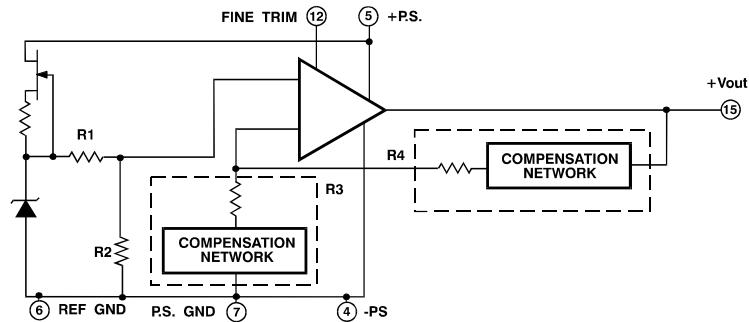 FINE TRIM 12 5 +P.S.
+Vout
15
R1
R4
COMPENSATION
NETWORK
R3
R2
COMPENSATION
NETWORK
6 REF GND P.S. GND 7 4 -PS